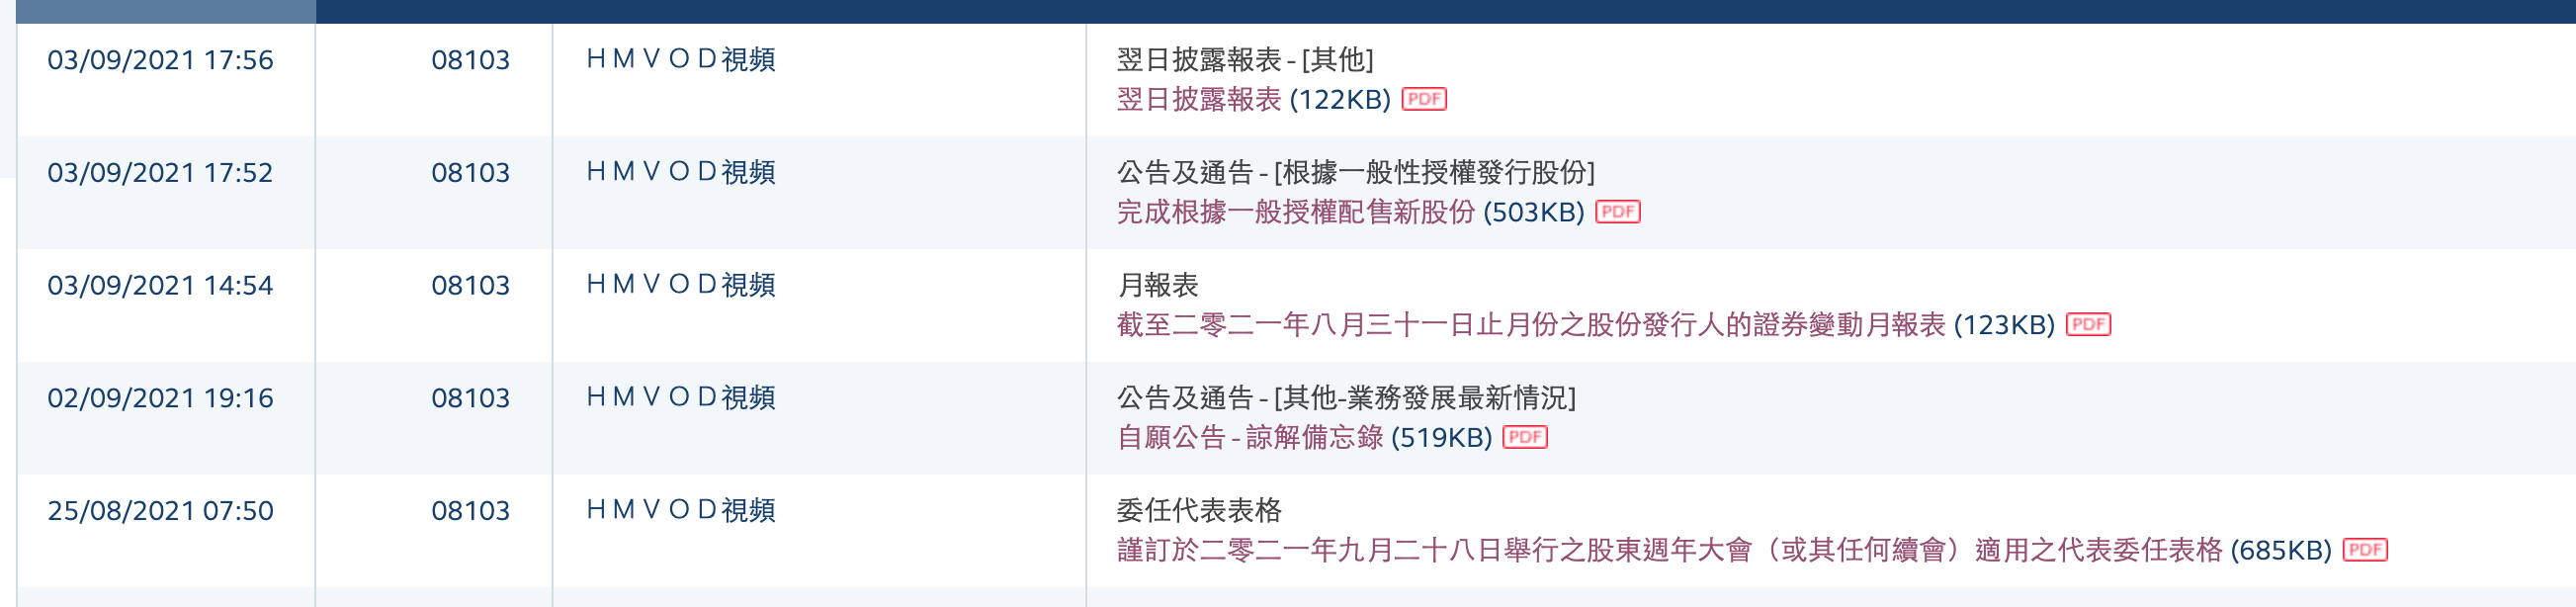 03/09/2021 17:56 08103 ＨＭＶＯＤ視頻 翌日披露報表 - [其他]
翌日披露報表 (122KB) PDF
03/09/2021 17:52 08103 ＨＭＶＯＤ視頻 公告及通告 - [根據一般性授權發行股份]
完成根據一般授權配售新股份 (503KB) PDF
03/09/2021 14:54 08103 ＨＭＶＯＤ視頻 月報表
截至二零二一年八月三十一日止月份之股份發行人的證券變動月報表 (123KB) PDF
02/09/2021 19:16 08103 ＨＭＶＯＤ視頻 公告及通告 - [其他-業務發展最新情況]
自願公告 - 諒解備忘錄 (519KB) PDF
25/08/2021 07:50 08103 ＨＭＶＯＤ視頻 委任代表表格
謹訂於二零二一年九月二十八日舉行之股東週年大會（或其任何續會）適用之代表委任表格 (685KB) PDF